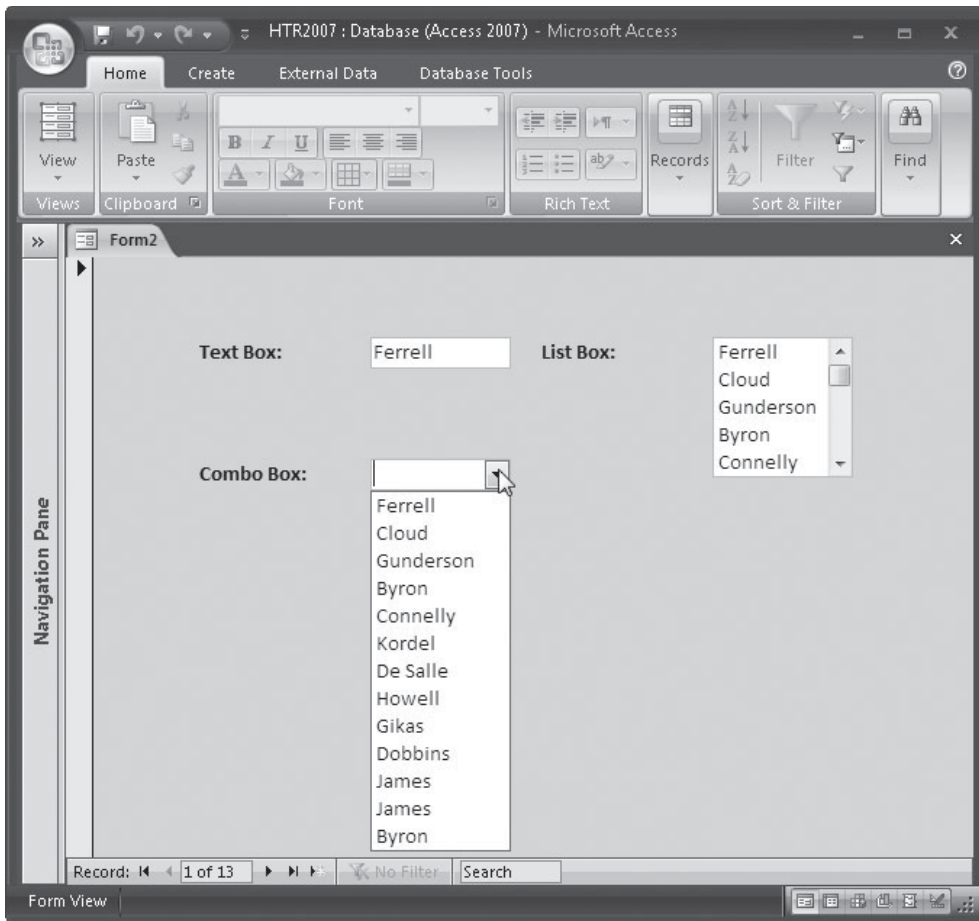 HTR2007 : Database (Access 2007) - Microsoft Access
Home Create External Data Database Tools
B I U
A
ab
A Z
Z A
A Z
View Paste Records Filter Find
Views Clipboard Font Rich Text Sort & Filter
» Form2
Navigation Pane
Text Box: Ferrell
List Box: Ferrell
Cloud
Gunderson
Byron
Connelly
Combo Box:
Ferrell
Cloud
Gunderson
Byron
Connelly
Kordel
De Salle
Howell
Gikas
Dobbins
James
James
Byron
Record: 1 of 13 No Filter Search
Form View